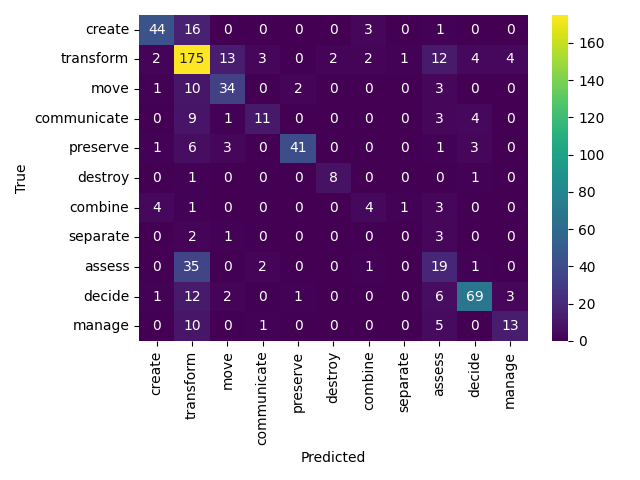 create 44 16 0 0 0 0 3 0 1 0 0
transform 2 175 13 3 0 2 2 1 12 4 4
move 1 10 34 0 2 0 0 0 3 0 0
communicate 0 9 1 11 0 0 0 0 3 4 0
preserve 1 6 3 0 41 0 0 0 1 3 0
destroy 0 1 0 0 0 8 0 0 0 1 0
combine 4 1 0 0 0 0 4 1 3 0 0
separate 0 2 1 0 0 0 0 0 3 0 0
assess 0 35 0 2 0 0 1 0 19 1 0
decide 1 12 2 0 1 0 0 0 6 69 3
manage 0 10 0 1 0 0 0 0 5 0 13
True
create
transform
move
communicate
preserve
destroy
combine
separate
assess
decide
manage
Predicted
160
140
120
100
80
60
40
20
0